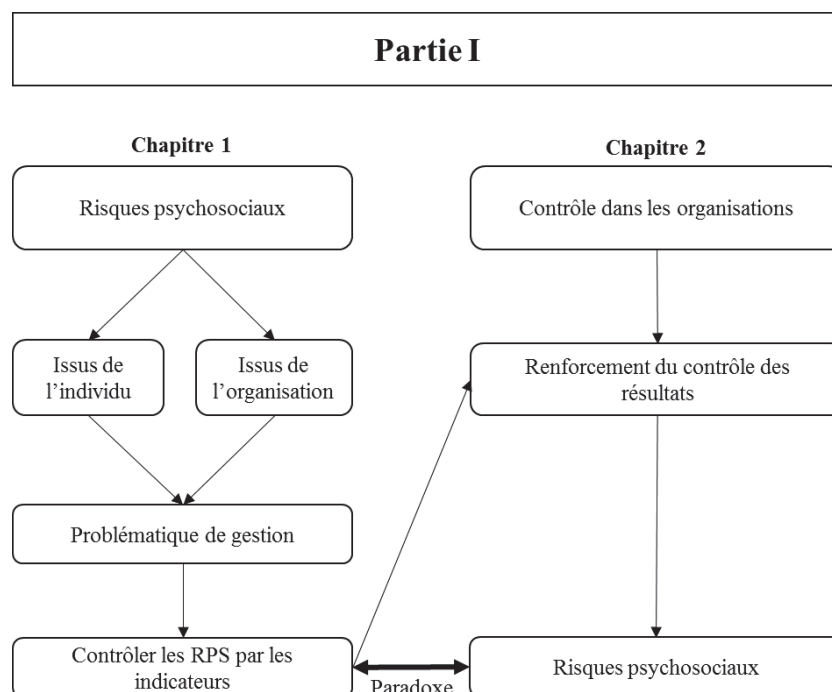 Partie I
Chapitre 1
Chapitre 2
Risques psychosociaux
Contrôle dans les organisations
Issus de
l’individu
Issus de
l’organisation
Renforcement du contrôle des
résultats
Problématique de gestion
Contrôler les RPS par les
indicateurs
Paradoxe
Risques psychosociaux